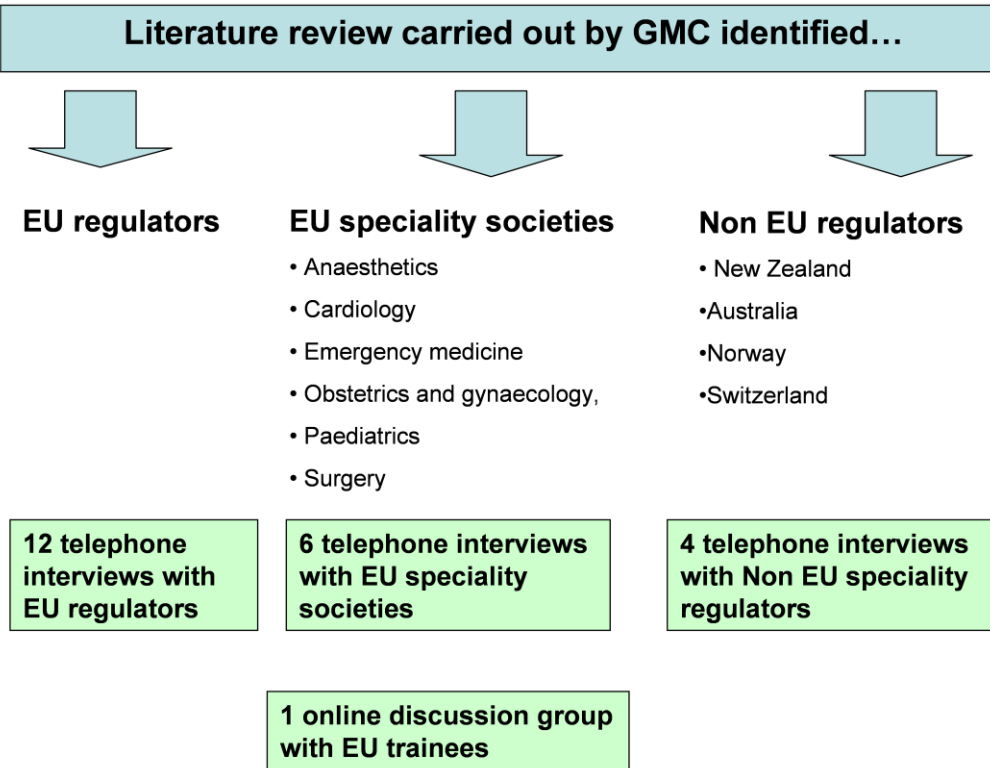 Literature review carried out by GMC identified…
EU regulators
EU speciality societies
• Anaesthetics
• Cardiology
• Emergency medicine
• Obstetrics and gynaecology,
• Paediatrics
• Surgery
Non EU regulators
• New Zealand
•Australia
•Norway
•Switzerland
12 telephone
interviews with
EU regulators
6 telephone interviews
with EU speciality
societies
4 telephone interviews
with Non EU speciality
regulators
1 online discussion group
with EU trainees